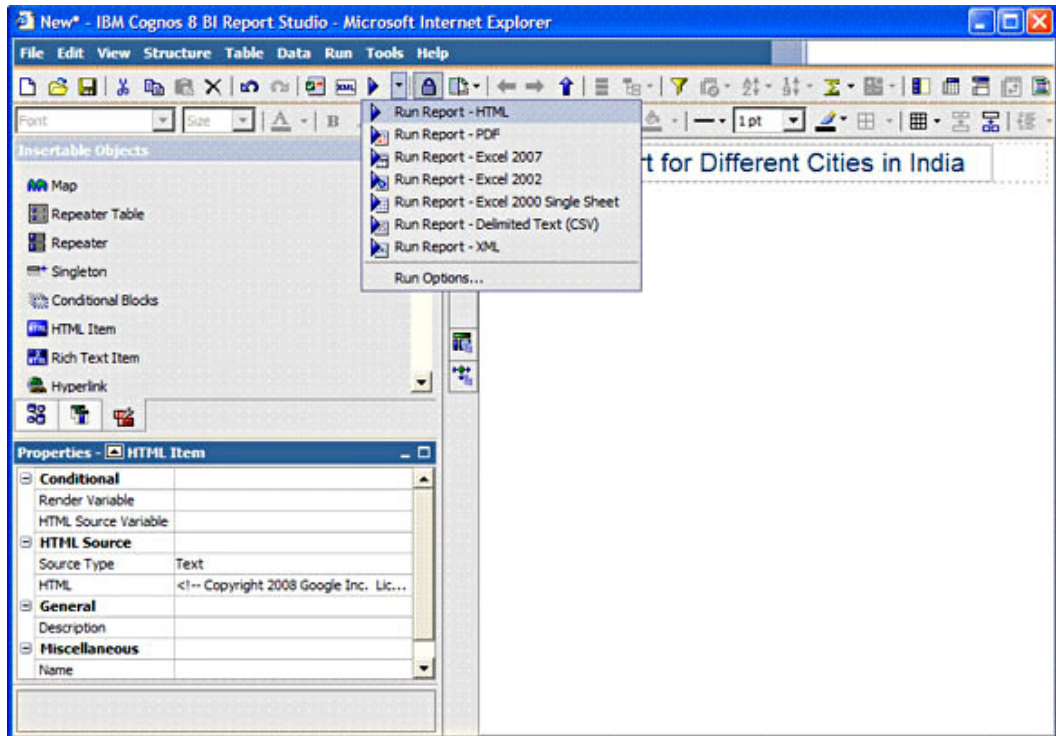 New* - IBM Cognos 8 BI Report Studio - Microsoft Internet Explorer
File Edit View Structure Table Data Run Tools Help
Font Size A B 1pt
Run Report - HTML
Run Report - PDF
Run Report - Excel 2007
Run Report - Excel 2002
Run Report - Excel 2000 Single Sheet
Run Report - Delimited Text (CSV)
Run Report - XML
Run Options...
t for Different Cities in India
Insertable Objects
Map
Repeater Table
Repeater
Singleton
Conditional Blocks
HTML Item
Rich Text Item
Hyperlink
Properties - HTML Item
Conditional
Render Variable
HTML Source Variable
HTML Source
Source Type Text
HTML <!-- Copyright 2008 Google Inc. Lic...
General
Description
Miscellaneous
Name